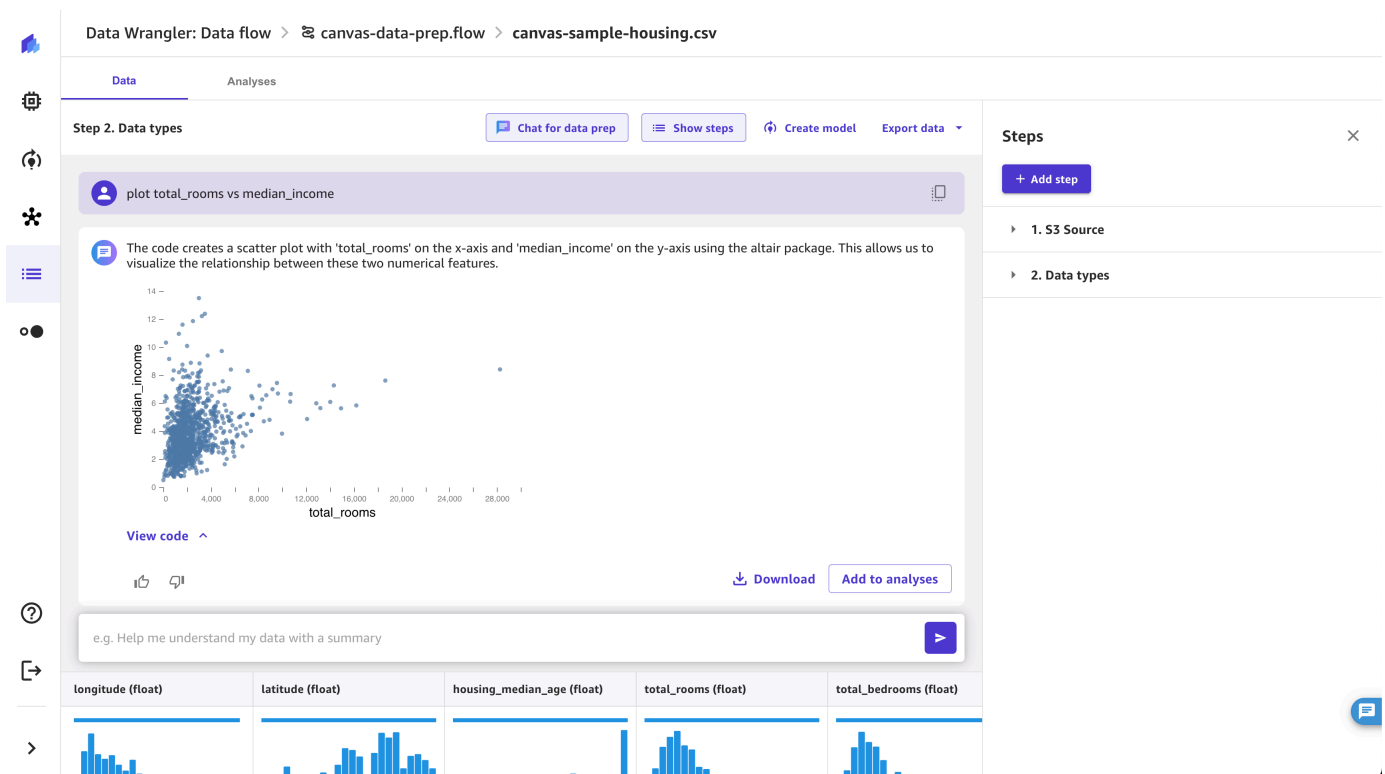 Data Wrangler: Data flow > canvas-data-prep.flow > canvas-sample-housing.csv
Data Analyses
Step 2. Data types Chat for data prep Show steps Create model Export data
plot total_rooms vs median_income
The code creates a scatter plot with 'total_rooms' on the x-axis and 'median_income' on the y-axis using the altair package. This allows us to
visualize the relationship between these two numerical features.
14
12
10
8
6
4
2
0
median_income
0 4,000 8,000 12,000 16,000 20,000 24,000 28,000
total_rooms
View code
Download Add to analyses
e.g. Help me understand my data with a summary
longitude (float) latitude (float) housing_median_age (float) total_rooms (float) total_bedrooms (float)
Steps
+ Add step
1. S3 Source
2. Data types